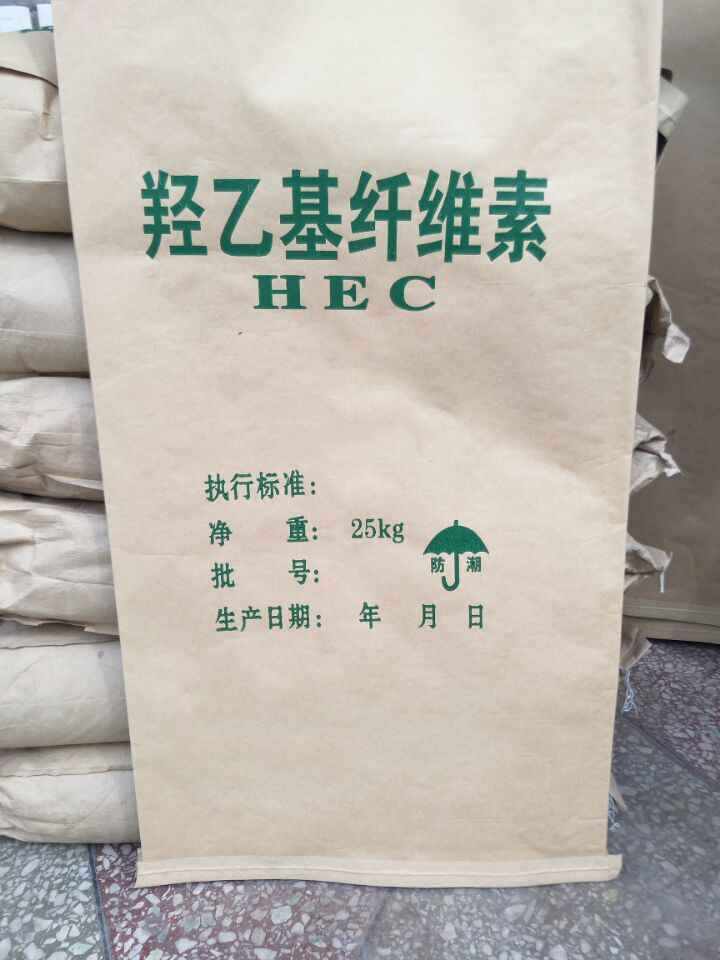 羟乙基纤维素
HEC
执行标准：
净 重： 25kg
防 潮
批 号：
生产日期： 年 月 日